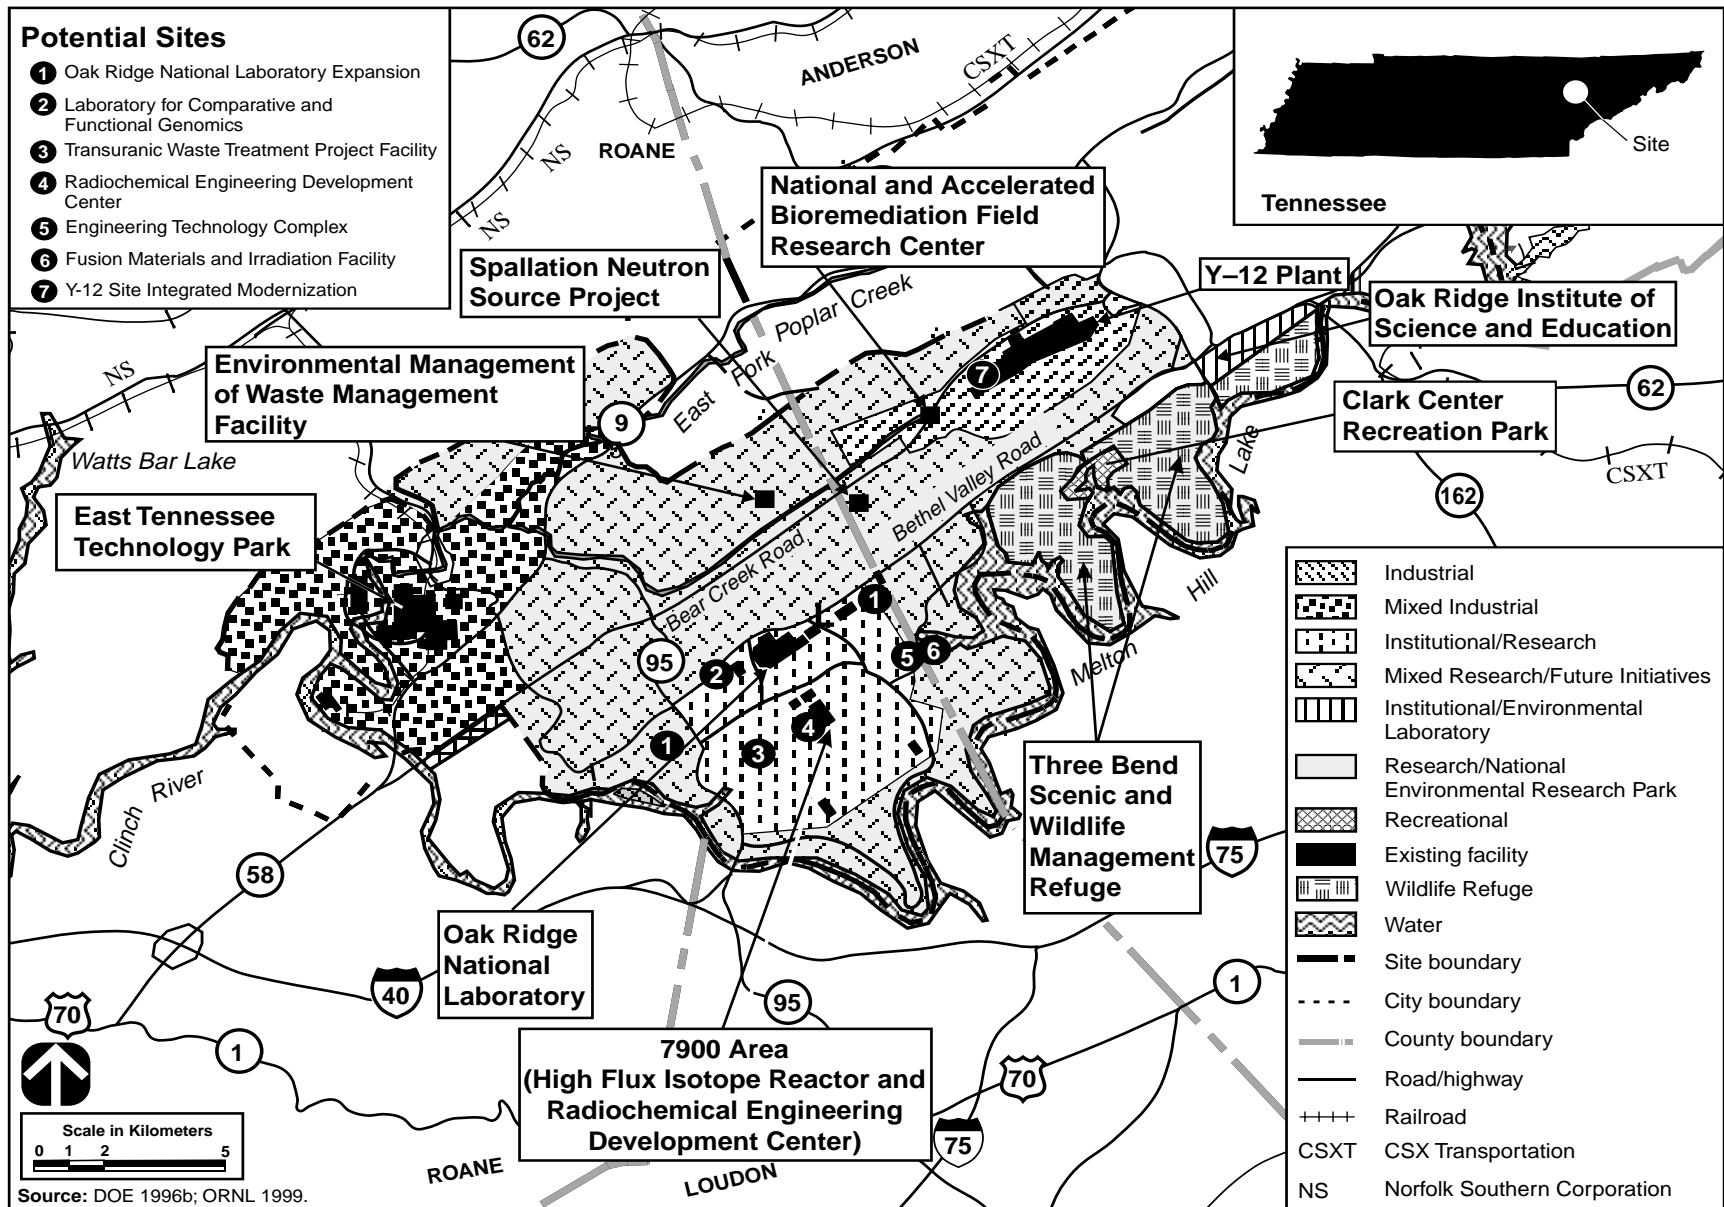 Potential Sites
1 Oak Ridge National Laboratory Expansion
2 Laboratory for Comparative and
Functional Genomics
3 Transuranic Waste Treatment Project Facility
4 Radiochemical Engineering Development
Center
5 Engineering Technology Complex
6 Fusion Materials and Irradiation Facility
7 Y-12 Site Integrated Modernization
62
ANDERSON
CSXT
NS
ROANE
NS
Site
Tennessee
National and Accelerated
Bioremediation Field
Research Center
Spallation Neutron
Source Project
Y–12 Plant
Oak Ridge Institute of
Science and Education
East Fork Poplar Creek
Environmental Management
of Waste Management
Facility
NS
9
7
62
Clark Center
Recreation Park
Watts Bar Lake
CSXT
162
East Tennessee
Technology Park
Bethel Valley Road
Bear Creek Road
Melton Hill Lake
1
95
2
5
6
4
1
3
Clinch River
58
Three Bend
Scenic and
Wildlife
Management
Refuge
75
Oak Ridge
National
Laboratory
40
70
1
95
1
7900 Area
(High Flux Isotope Reactor and
Radiochemical Engineering
Development Center)
70
75
ROANE
LOUDON
Industrial
Mixed Industrial
Institutional/Research
Mixed Research/Future Initiatives
Institutional/Environmental
Laboratory
Research/National
Environmental Research Park
Recreational
Existing facility
Wildlife Refuge
Water
Site boundary
City boundary
County boundary
Road/highway
Railroad
CSXT CSX Transportation
NS Norfolk Southern Corporation
Scale in Kilometers
0 1 2 5
Source: DOE 1996b; ORNL 1999.